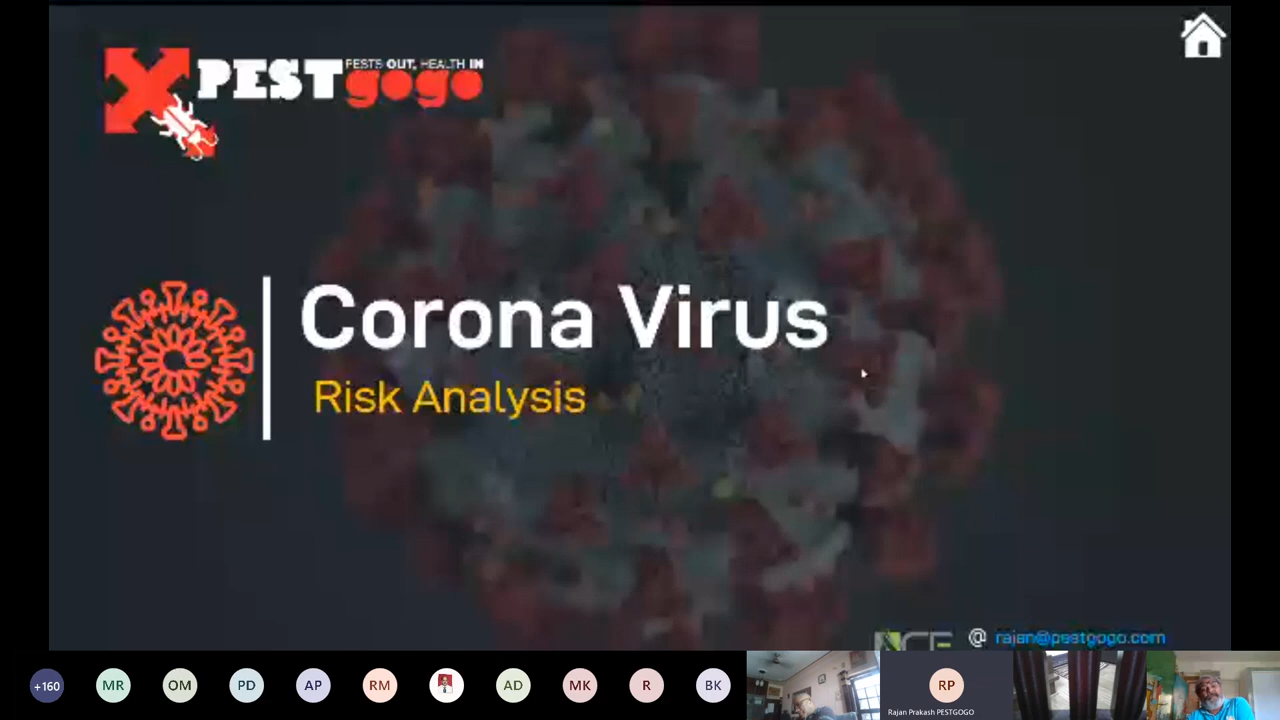 PESTS OUT, HEALTH IN
PEST gogo
Corona Virus
Risk Analysis
@ rajan@pestgogo.com
+160
MR
OM
PD
AP
RM
AD
MK
R
BK
RP
Rajan Prakash PESTGOGO